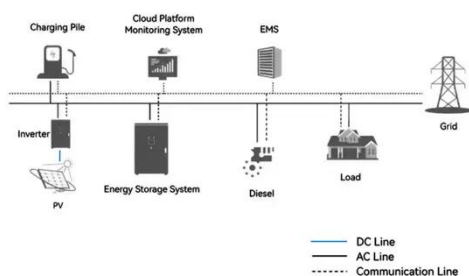 Charging Pile
Cloud Platform
Monitoring System
EMS
Grid
Inverter
PV
Energy Storage System
Diesel
Load
DC Line
AC Line
Communication Line